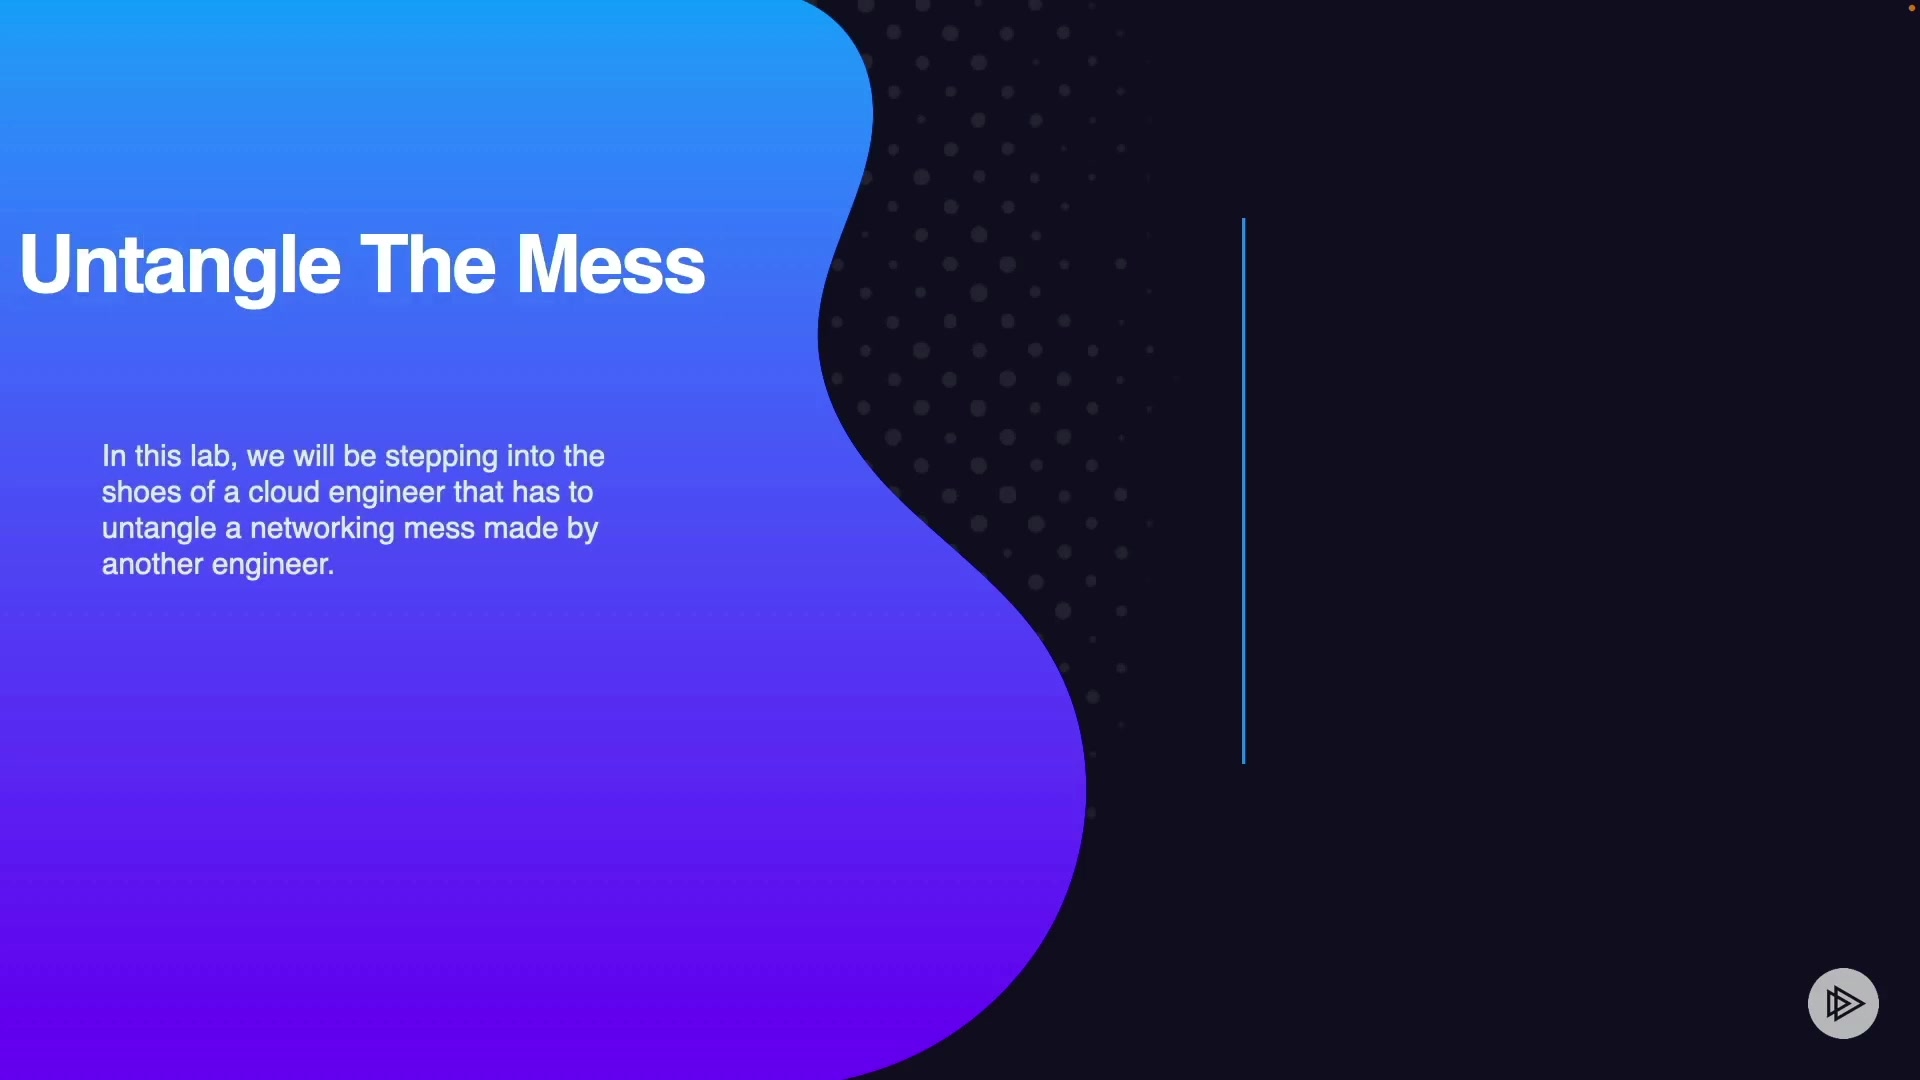 Untangle The Mess
In this lab, we will be stepping into the
shoes of a cloud engineer that has to
untangle a networking mess made by
another engineer.